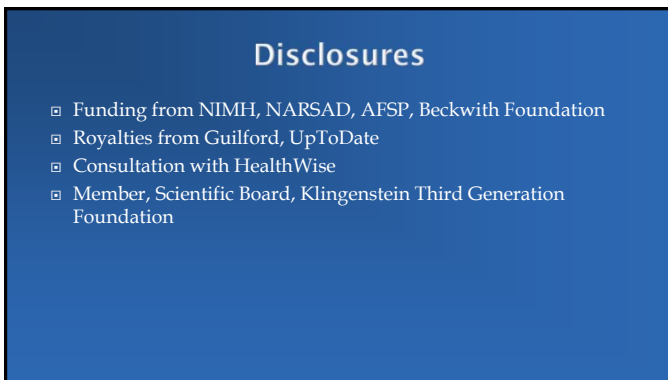 Disclosures
Funding from NIMH, NARSAD, AFSP, Beckwith Foundation
Royalties from Guilford, UpToDate
Consultation with HealthWise
Member, Scientific Board, Klingenstein Third Generation
Foundation